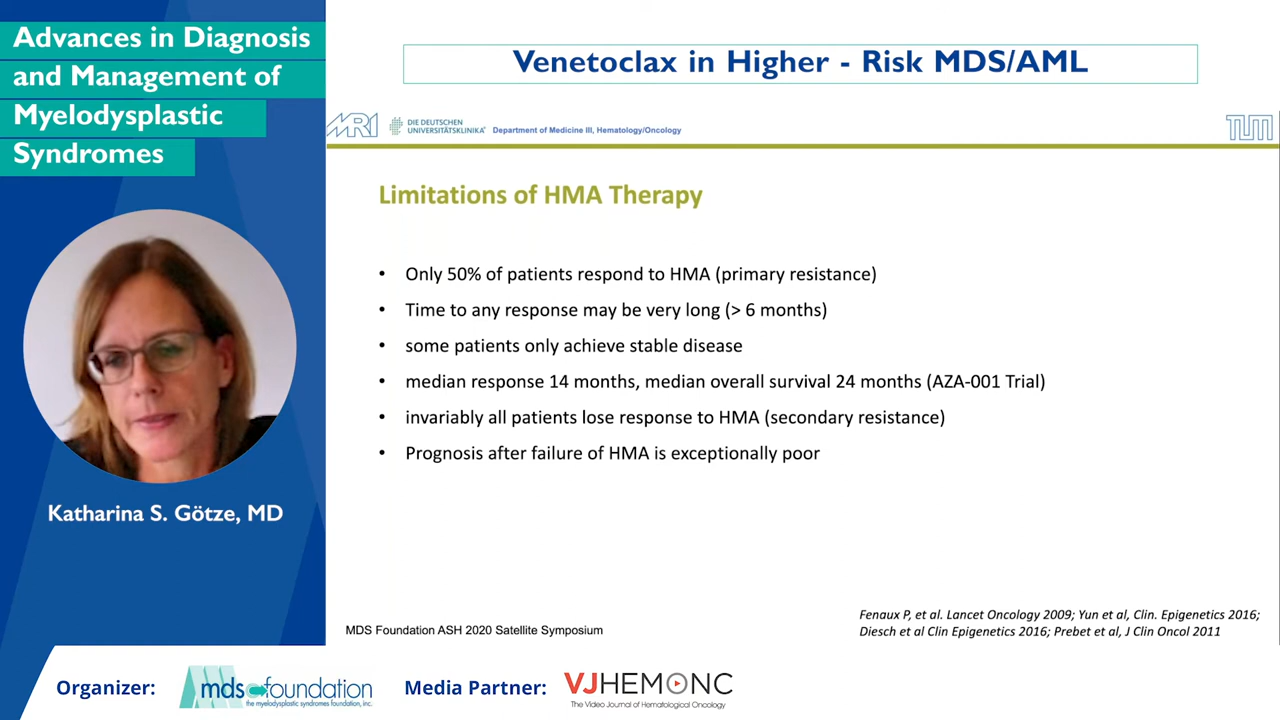 Advances in Diagnosis
and Management of
Myelodysplastic
Syndromes
Katharina S. Götze, MD
Venetoclax in Higher - Risk MDS/AML
MRI
DIE DEUTSCHEN
UNIVERSITÄTSKLINIKA
Department of Medicine III, Hematology/Oncology
TUM
Limitations of HMA Therapy
• Only 50% of patients respond to HMA (primary resistance)
• Time to any response may be very long (> 6 months)
• some patients only achieve stable disease
• median response 14 months, median overall survival 24 months (AZA-001 Trial)
• invariably all patients lose response to HMA (secondary resistance)
• Prognosis after failure of HMA is exceptionally poor
Fenaux P, et al. Lancet Oncology 2009; Yun et al, Clin. Epigenetics 2016;
Diesch et al Clin Epigenetics 2016; Prebet et al, J Clin Oncol 2011
MDS Foundation ASH 2020 Satellite Symposium
Organizer:
mds foundation
the myelodysplastic syndromes foundation, inc.
Media Partner:
VJHEMONC
The Video Journal of Hematological Oncology